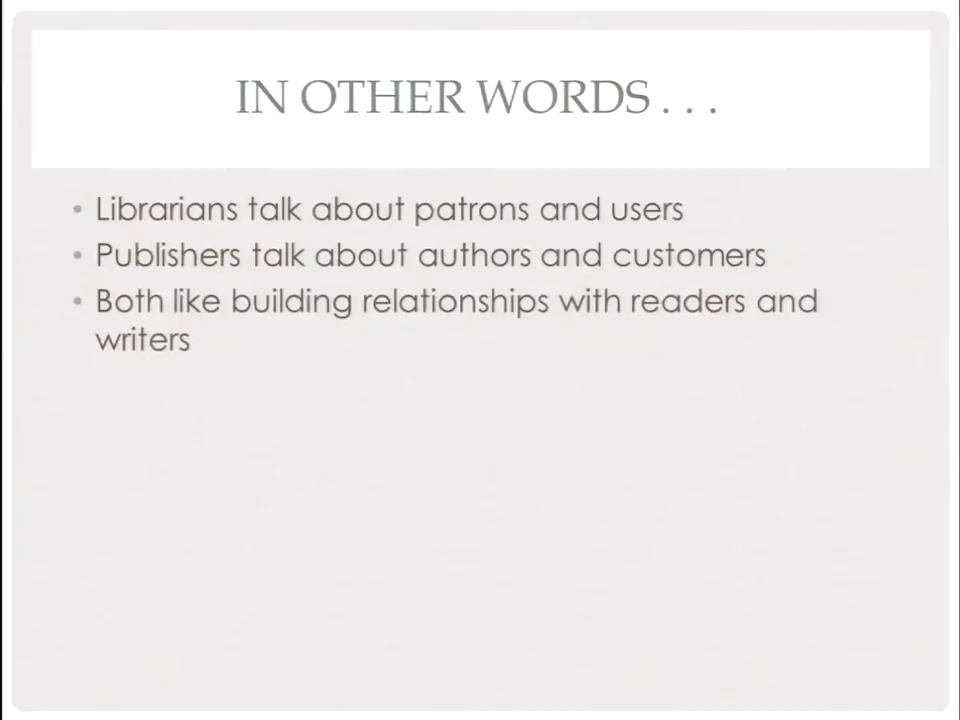 IN OTHER WORDS . . .
• Librarians talk about patrons and users
• Publishers talk about authors and customers
• Both like building relationships with readers and
writers